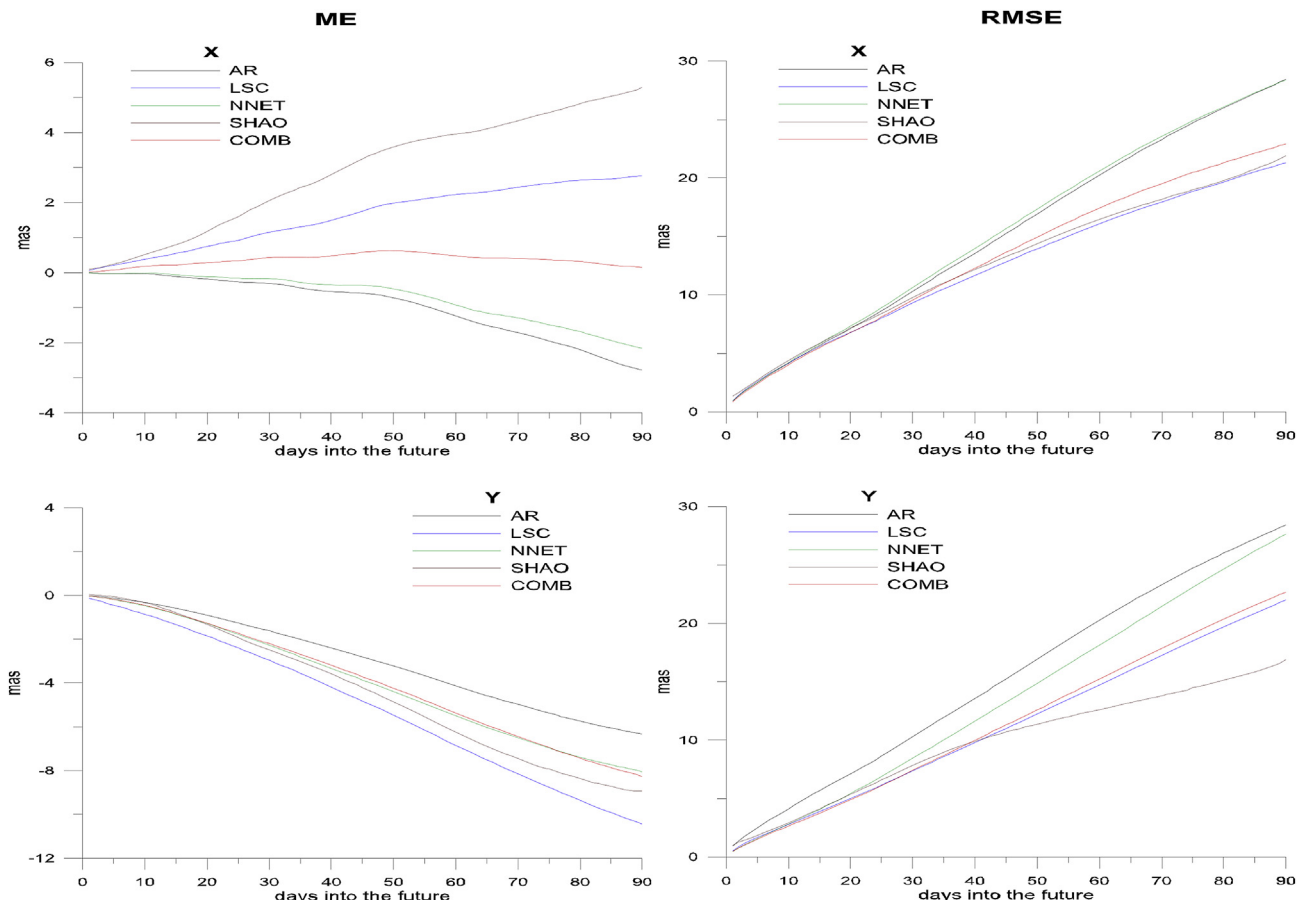 ME
X
AR
LSC
NNET
SHAO
COMB
6
4
2
0
-2
-4
mas
0 10 20 30 40 50 60 70 80 90
days into the future
RMSE
X
AR
LSC
NNET
SHAO
COMB
30
20
10
0
mas
0 10 20 30 40 50 60 70 80 90
days into the future
Y
AR
LSC
NNET
SHAO
COMB
4
0
-4
-8
-12
mas
0 10 20 30 40 50 60 70 80 90
days into the future
Y
AR
LSC
NNET
SHAO
COMB
30
20
10
0
mas
0 10 20 30 40 50 60 70 80 90
days into the future